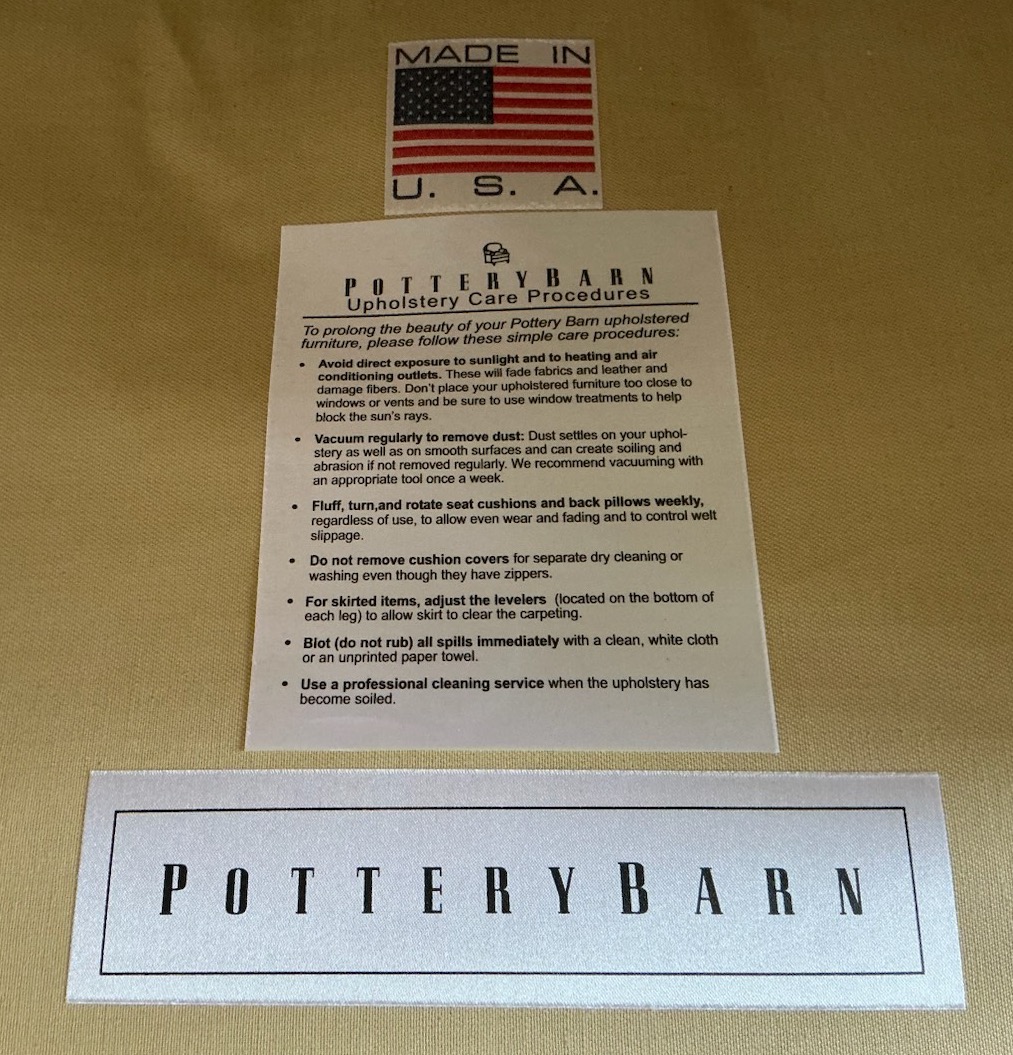 MADE IN
U. S. A.
POTTERYBARN
Upholstery Care Procedures
To prolong the beauty of your Pottery Barn upholstered
furniture, please follow these simple care procedures:
• Avoid direct exposure to sunlight and to heating and air
conditioning outlets. These will fade fabrics and leather and
damage fibers. Don't place your upholstered furniture too close to
windows or vents and be sure to use window treatments to help
block the sun's rays.
• Vacuum regularly to remove dust: Dust settles on your uphol-
stery as well as on smooth surfaces and can create soiling and
abrasion if not removed regularly. We recommend vacuuming with
an appropriate tool once a week.
• Fluff, turn,and rotate seat cushions and back pillows weekly,
regardless of use, to allow even wear and fading and to control welt
slippage.
• Do not remove cushion covers for separate dry cleaning or
washing even though they have zippers.
• For skirted items, adjust the levelers (located on the bottom of
each leg) to allow skirt to clear the carpeting.
• Blot (do not rub) all spills immediately with a clean, white cloth
or an unprinted paper towel.
• Use a professional cleaning service when the upholstery has
become soiled.
POTTERYBARN